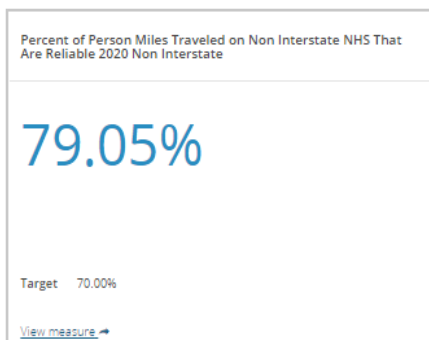 Percent of Person Miles Traveled on Non Interstate NHS That
Are Reliable 2020 Non Interstate
79.05%
Target 70.00%
View measure